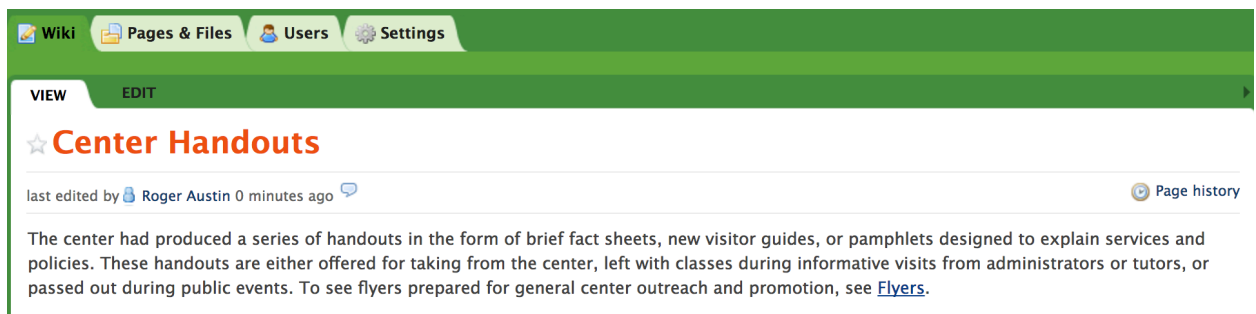 Wiki Pages & Files Users Settings
VIEW EDIT
Center Handouts
last edited by Roger Austin 0 minutes ago Page history
The center had produced a series of handouts in the form of brief fact sheets, new visitor guides, or pamphlets designed to explain services and
policies. These handouts are either offered for taking from the center, left with classes during informative visits from administrators or tutors, or
passed out during public events. To see flyers prepared for general center outreach and promotion, see Flyers.